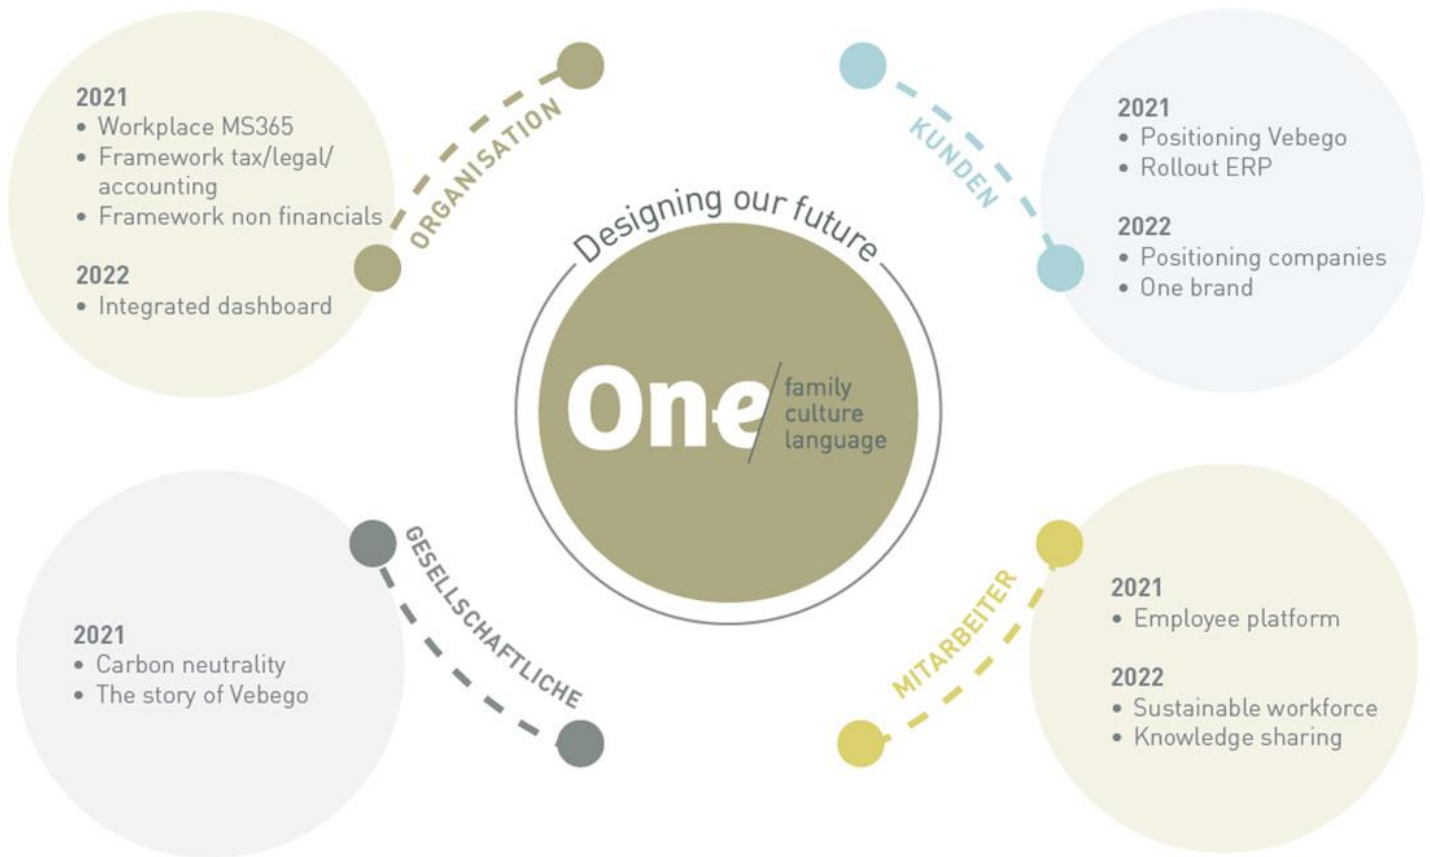 2021
• Workplace MS365
• Framework tax/legal/
accounting
• Framework non financials
2022
• Integrated dashboard
ORGANISATION
KUNDEN
2021
• Positioning Vebego
• Rollout ERP
2022
• Positioning companies
• One brand
Designing our future
One
family
culture
language
2021
• Carbon neutrality
• The story of Vebego
GESELLSCHAFTLICHE
MITARBEITER
2021
• Employee platform
2022
• Sustainable workforce
• Knowledge sharing